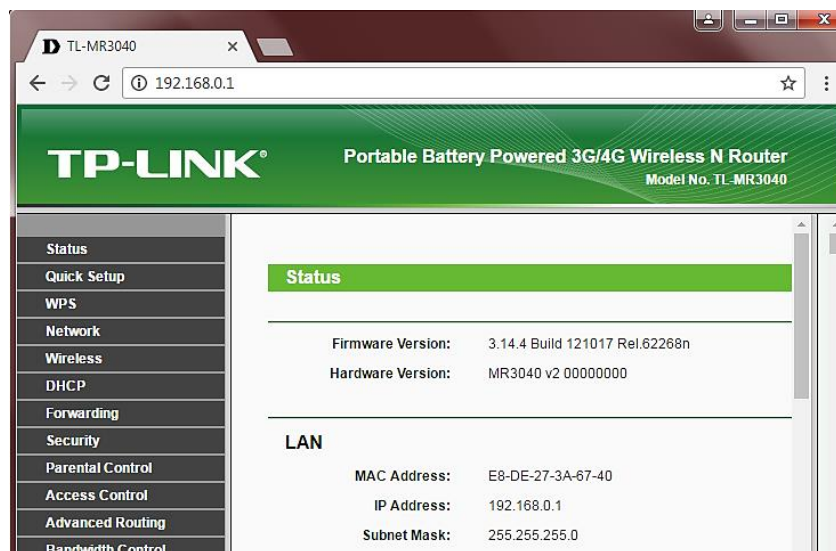 TL-MR3040
192.168.0.1
TP-LINK®
Portable Battery Powered 3G/4G Wireless N Router
Model No. TL-MR3040
Status
Quick Setup
WPS
Network
Wireless
DHCP
Forwarding
Security
Parental Control
Access Control
Advanced Routing
Bandwidth Control
Status
Firmware Version: 3.14.4 Build 121017 Rel.62268n
Hardware Version: MR3040 v2 00000000
LAN
MAC Address: E8-DE-27-3A-67-40
IP Address: 192.168.0.1
Subnet Mask: 255.255.255.0